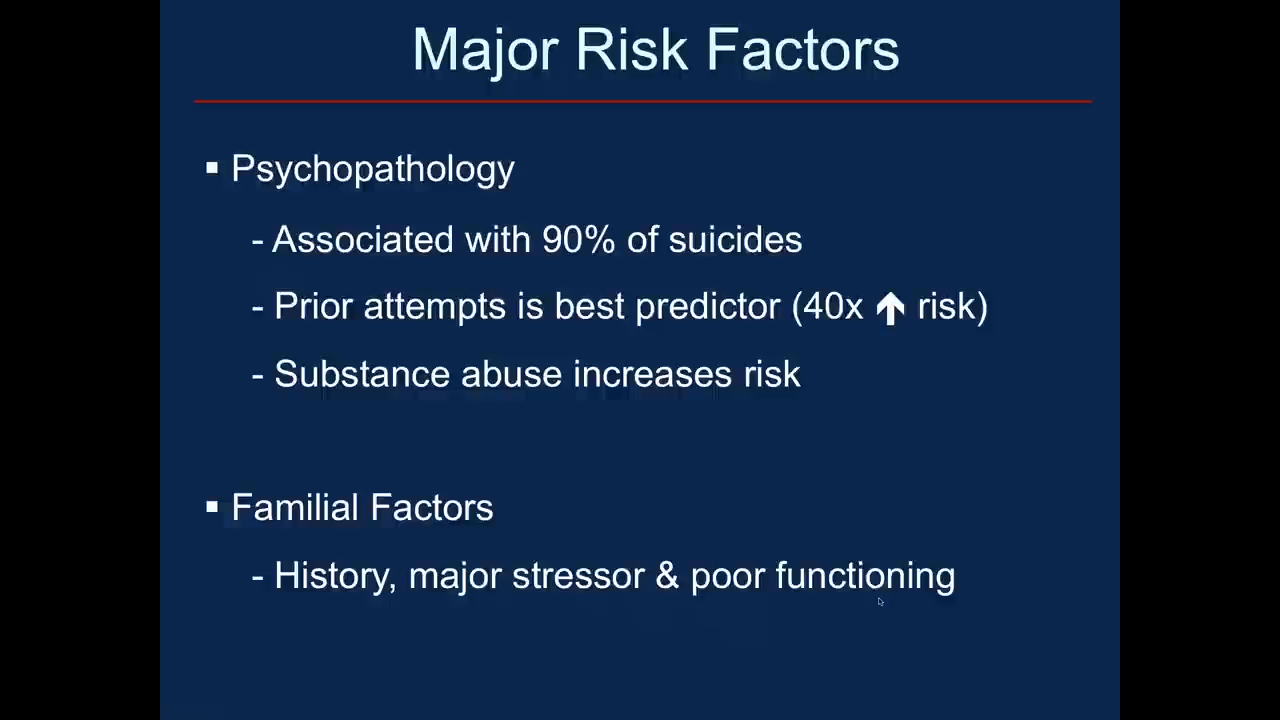 Major Risk Factors
▪ Psychopathology
- Associated with 90% of suicides
- Prior attempts is best predictor (40x 🡅 risk)
- Substance abuse increases risk
▪ Familial Factors
- History, major stressor & poor functioning